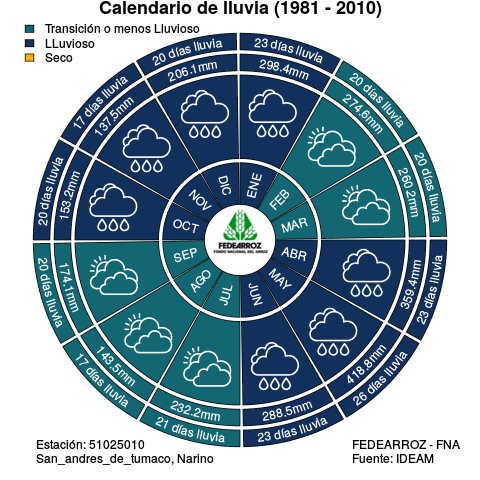 Calendario de lluvia (1981 - 2010)
Transición o menos Lluvioso
LLuvioso
Seco
23 días lluvia
298.4mm
ENE
20 días lluvia
274.6mm
FEB
20 días lluvia
260.2mm
MAR
23 días lluvia
359.4mm
ABR
26 días lluvia
418.8mm
MAY
23 días lluvia
288.5mm
JUN
21 días lluvia
232.2mm
JUL
17 días lluvia
143.5mm
AGO
20 días lluvia
174.1mm
SEP
20 días lluvia
153.2mm
OCT
17 días lluvia
137.5mm
NOV
20 días lluvia
206.1mm
DIC
FEDEARROZ
FONDO NACIONAL DEL ARROZ
Estación: 51025010
San_andres_de_tumaco, Narino
FEDEARROZ - FNA
Fuente: IDEAM